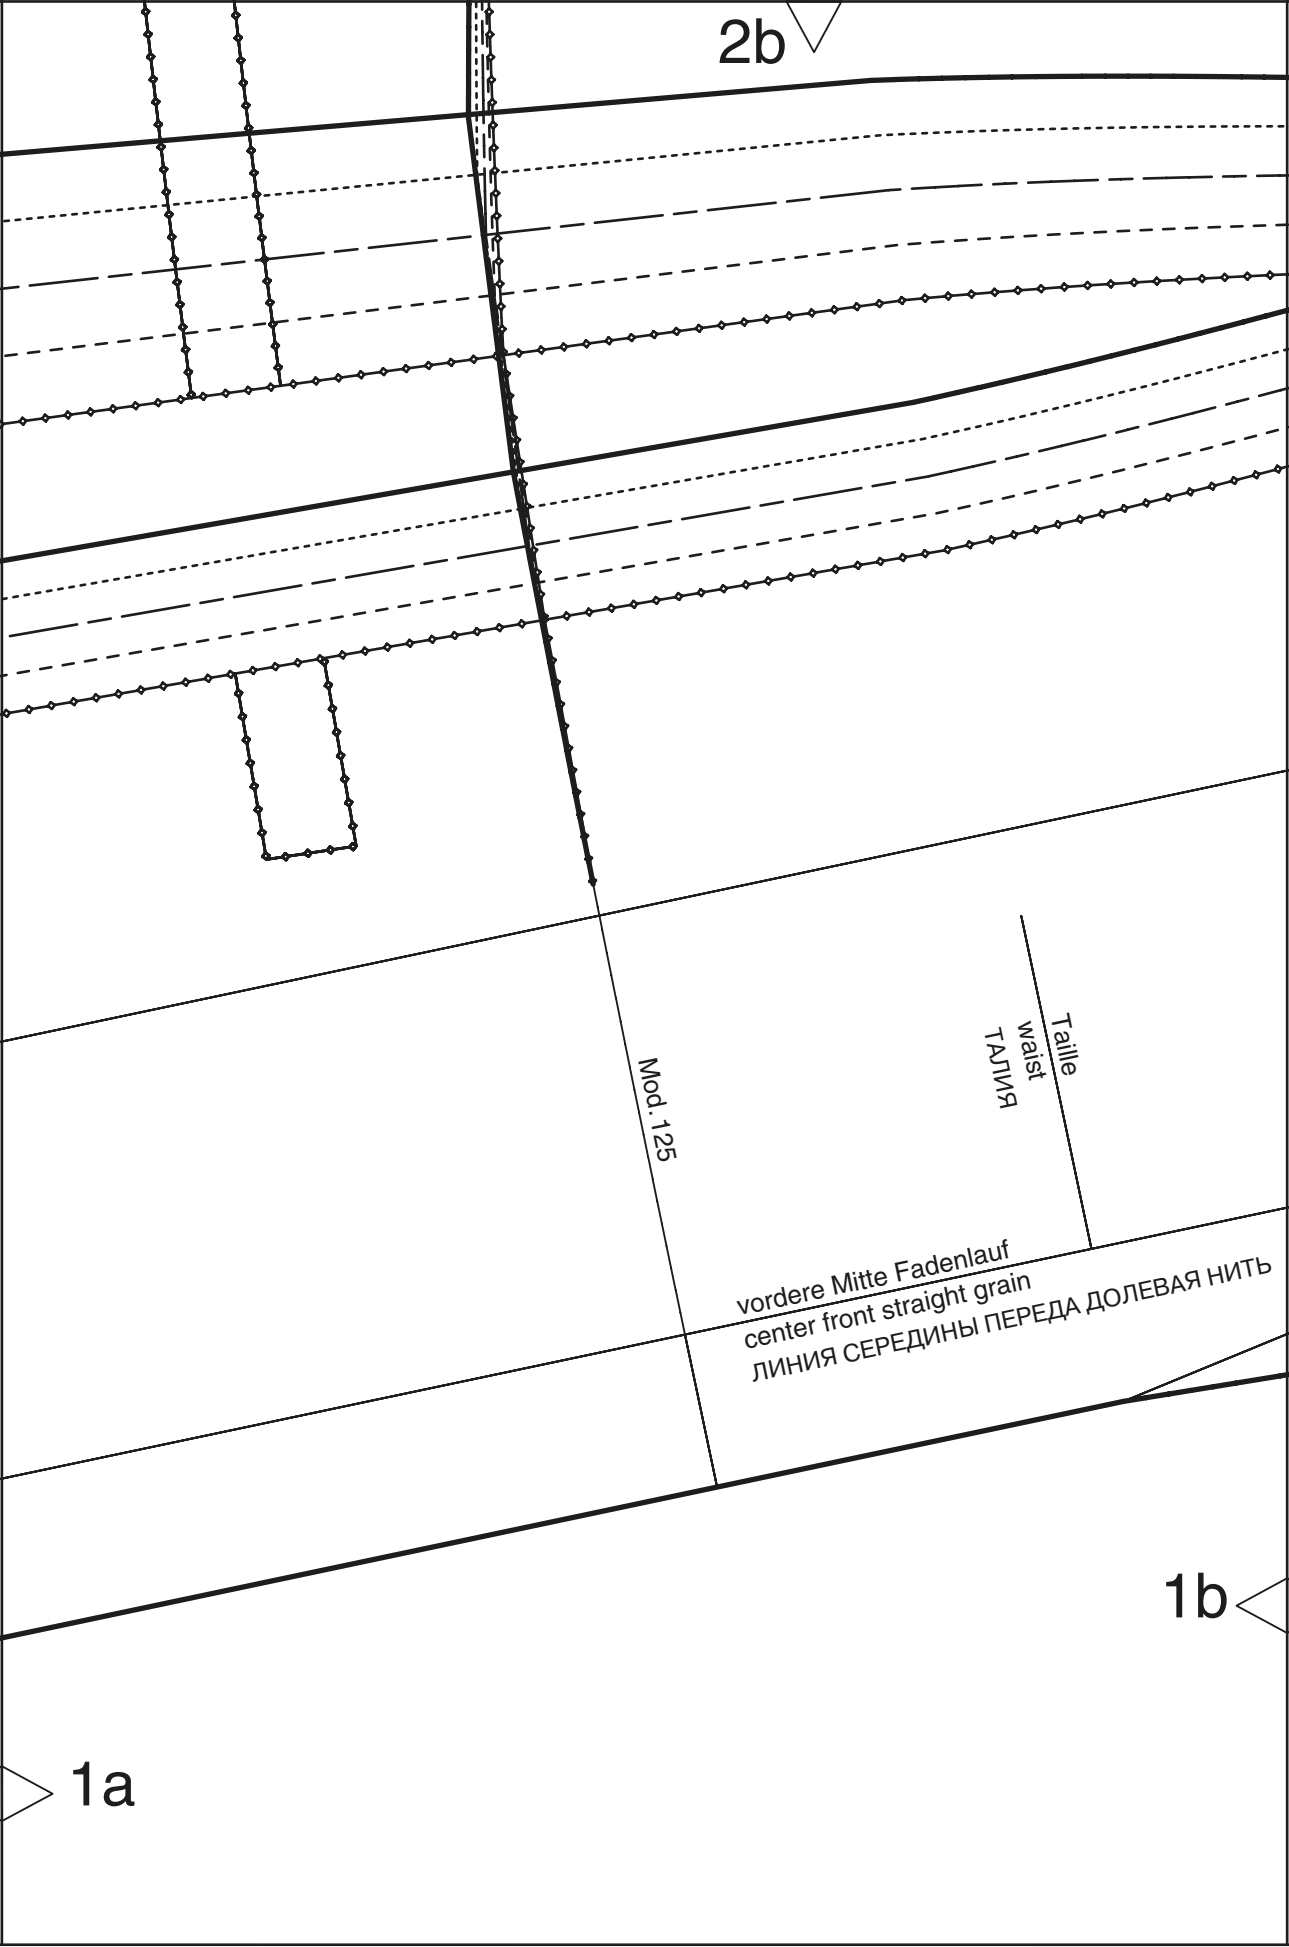 2b
Taille
waist
ТАЛИЯ
Mod. 125
vordere Mitte Fadenlauf
center front straight grain
ЛИНИЯ СЕРЕДИНЫ ПЕРЕДА ДОЛЕВАЯ НИТЬ
1b
1a